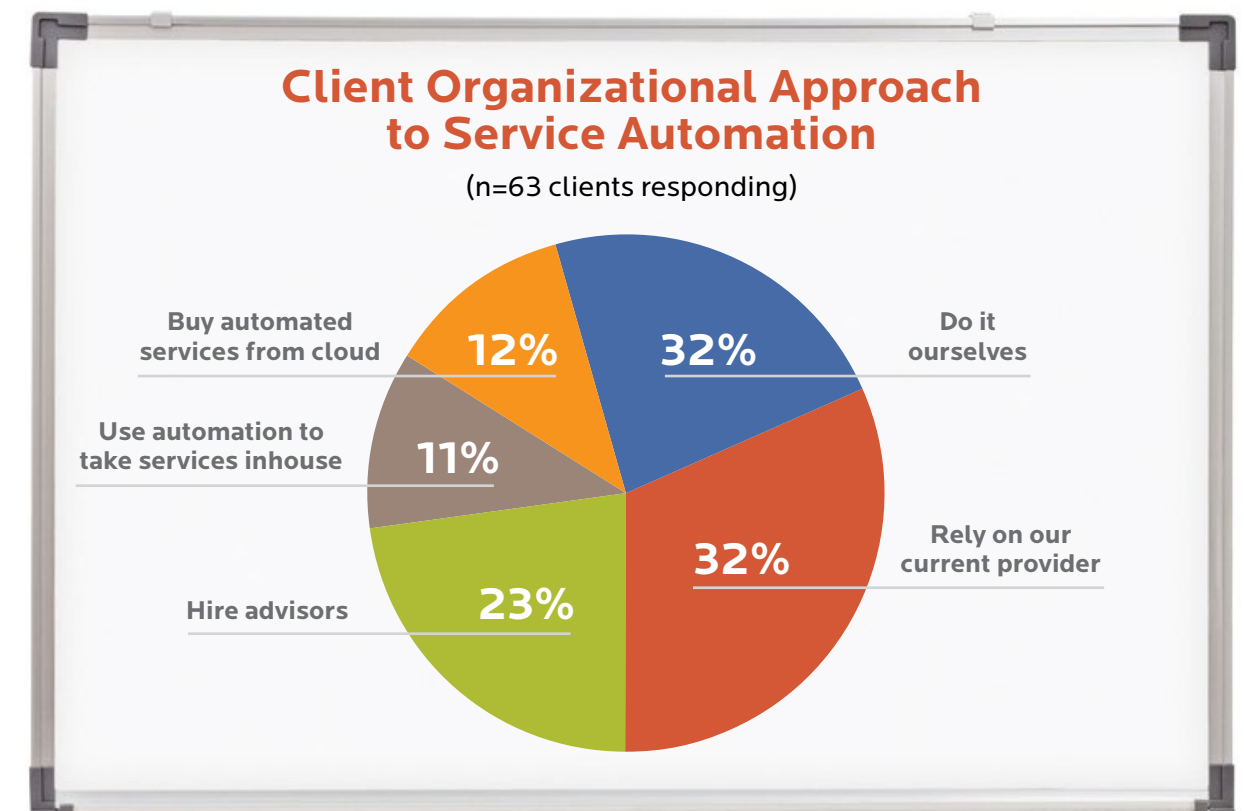 Client Organizational Approach
to Service Automation
(n=63 clients responding)
Buy automated
services from cloud
12%
32%
Do it
ourselves
Use automation to
take services inhouse
11%
Rely on our
current provider
32%
Hire advisors
23%